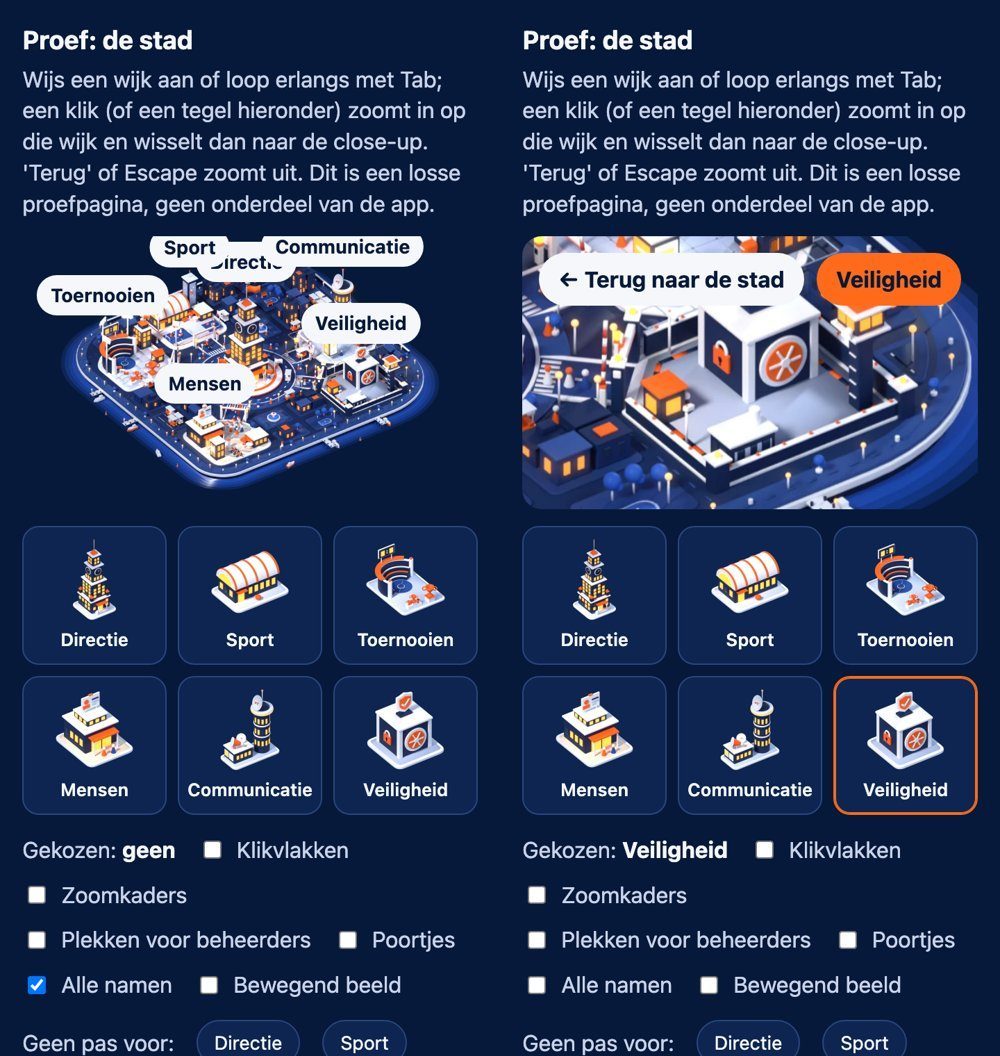 Proef: de stad
Wijs een wijk aan of loop erlangs met Tab;
een klik (of een tegel hieronder) zoomt in op
die wijk en wisselt dan naar de close-up.
'Terug' of Escape zoomt uit. Dit is een losse
proefpagina, geen onderdeel van de app.
Sport
Communicatie
Directie
Toernooien
Veiligheid
Mensen
Directie
Sport
Toernooien
Mensen
Communicatie
Veiligheid
Gekozen: geen
Klikvlakken
Zoomkaders
Plekken voor beheerders
Poortjes
Alle namen
Bewegend beeld
Geen pas voor:
Directie
Sport
Proef: de stad
Wijs een wijk aan of loop erlangs met Tab;
een klik (of een tegel hieronder) zoomt in op
die wijk en wisselt dan naar de close-up.
'Terug' of Escape zoomt uit. Dit is een losse
proefpagina, geen onderdeel van de app.
← Terug naar de stad
Veiligheid
Directie
Sport
Toernooien
Mensen
Communicatie
Veiligheid
Gekozen: Veiligheid
Klikvlakken
Zoomkaders
Plekken voor beheerders
Poortjes
Alle namen
Bewegend beeld
Geen pas voor:
Directie
Sport